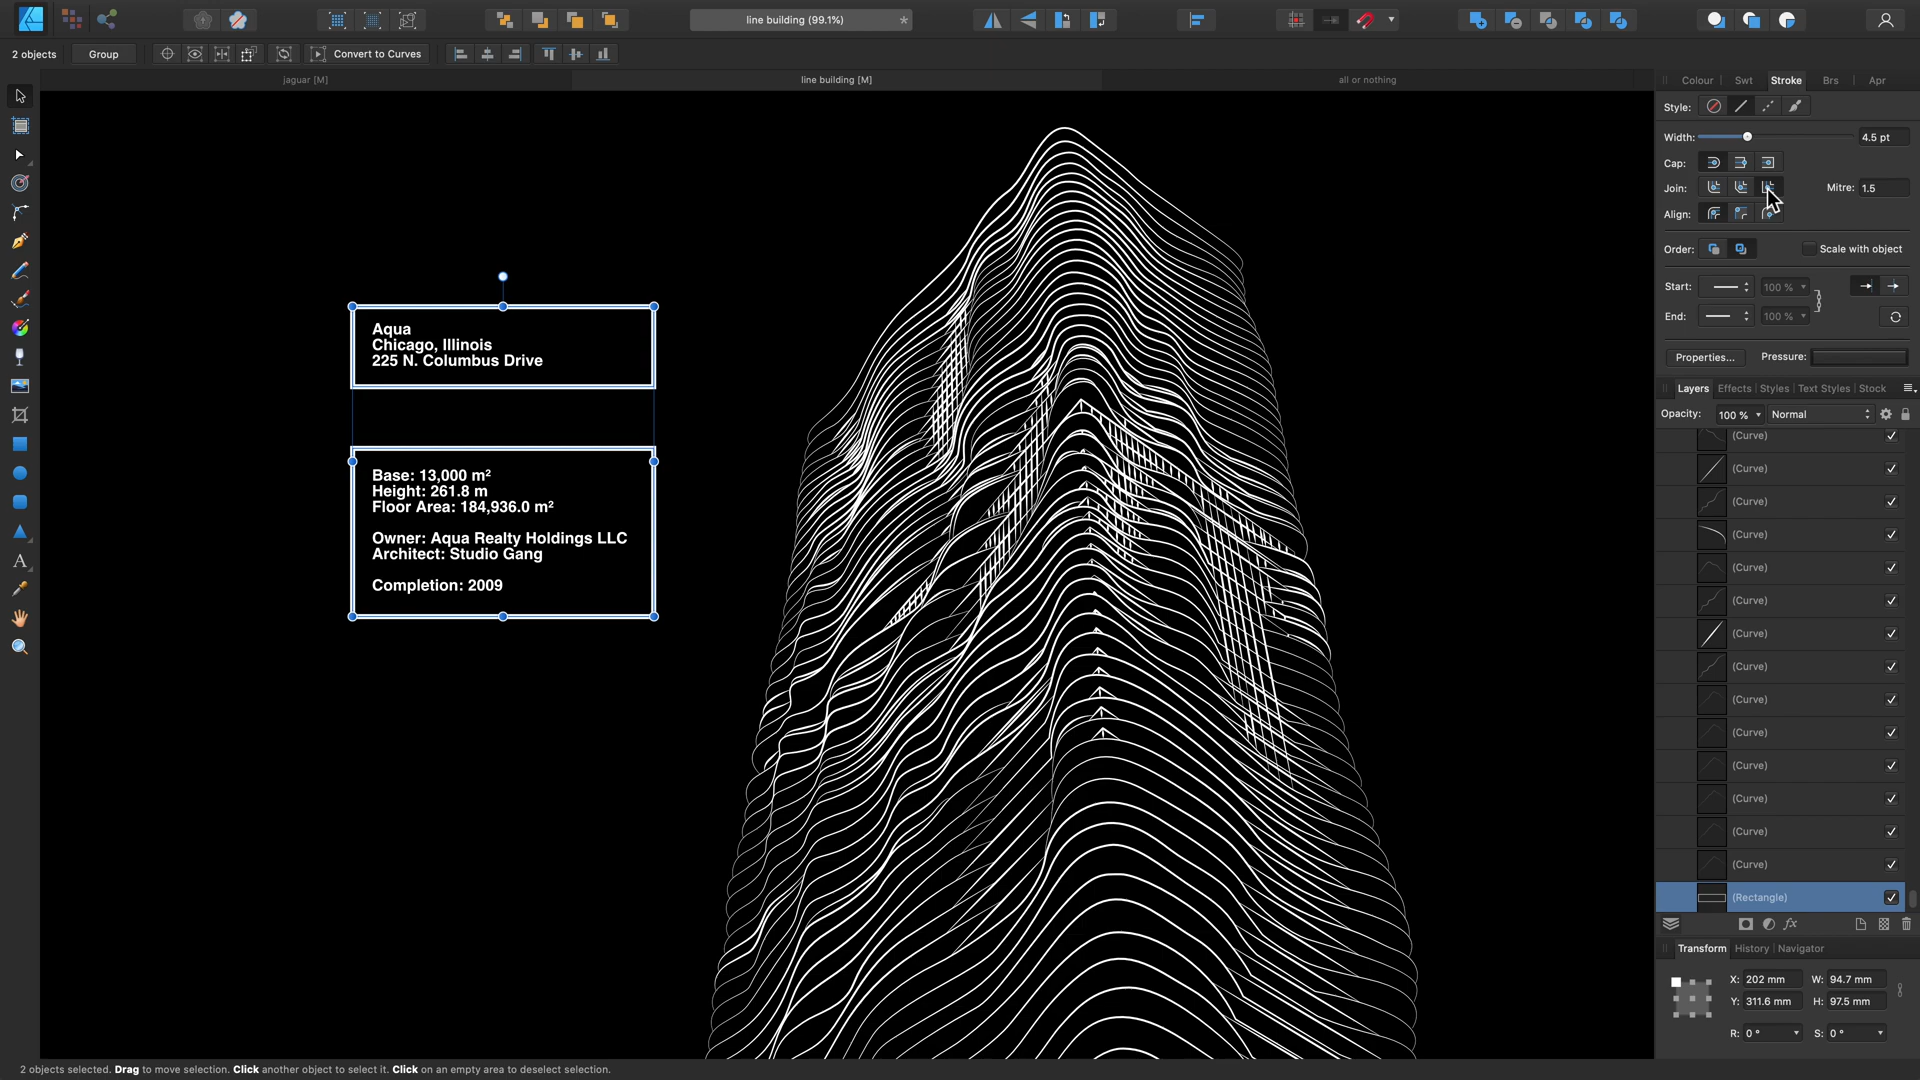 line building (99.1%)
*
2 objects
Group
Convert to Curves
jaguar [M]
line building [M]
all or nothing
Colour
Swt
Stroke
Brs
Apr
Style:
Width:
4.5 pt
Cap:
Join:
Mitre: 1.5
Align:
Order:
Scale with object
Start:
100 %
End:
100 %
Properties...
Pressure:
Layers
Effects
Styles
Text Styles
Stock
Opacity:
100 %
Normal
(Curve)
(Curve)
(Curve)
(Curve)
(Curve)
(Curve)
(Curve)
(Curve)
(Curve)
(Curve)
(Curve)
(Curve)
(Curve)
(Curve)
(Rectangle)
fx
Transform
History
Navigator
X: 202 mm
W: 94.7 mm
Y: 311.6 mm
H: 97.5 mm
R: 0 °
S: 0 °
Aqua
Chicago, Illinois
225 N. Columbus Drive
Base: 13,000 m²
Height: 261.8 m
Floor Area: 184,936.0 m²
Owner: Aqua Realty Holdings LLC
Architect: Studio Gang
Completion: 2009
2 objects selected. Drag to move selection. Click another object to select it. Click on an empty area to deselect selection.